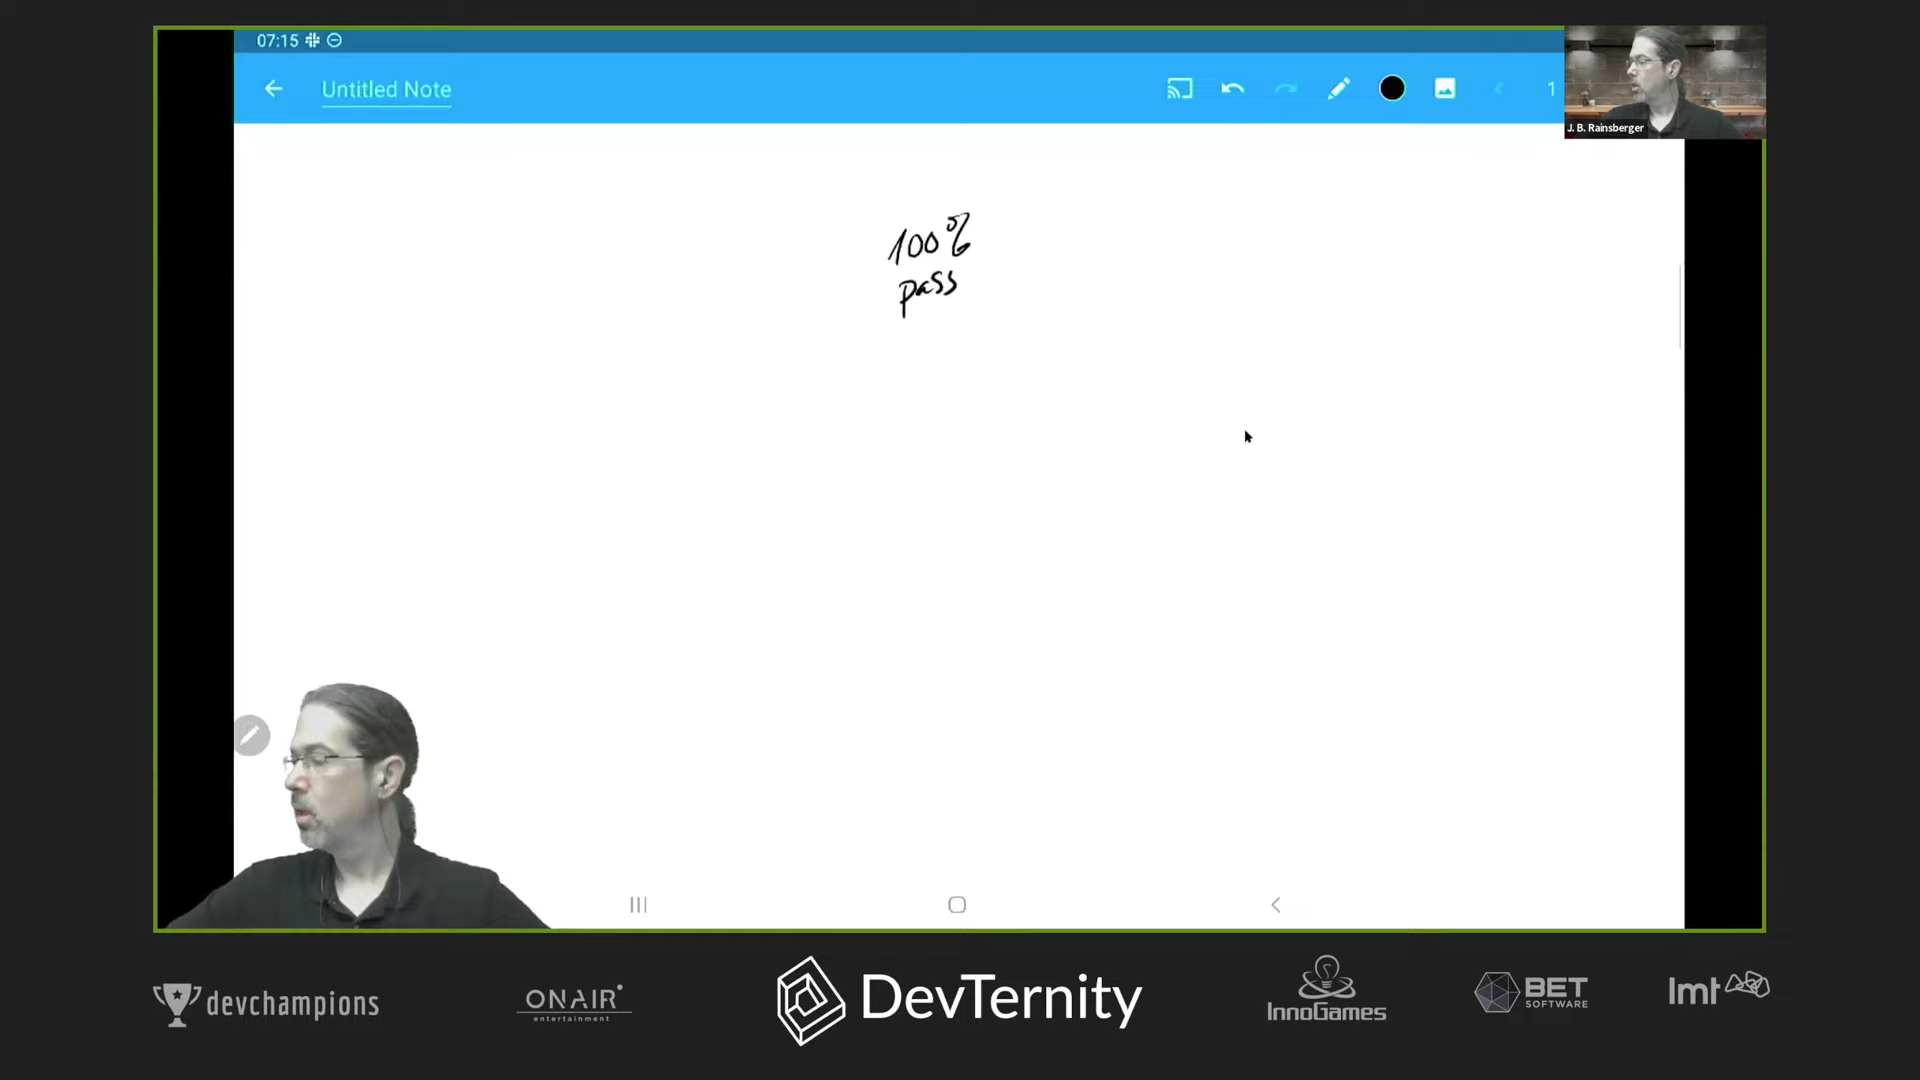 07:15
Untitled Note
1
J. B. Rainsberger
100%
pass
devchampions
ONAIR
entertainment
DevTernity
InnoGames
BET
SOFTWARE
lmt